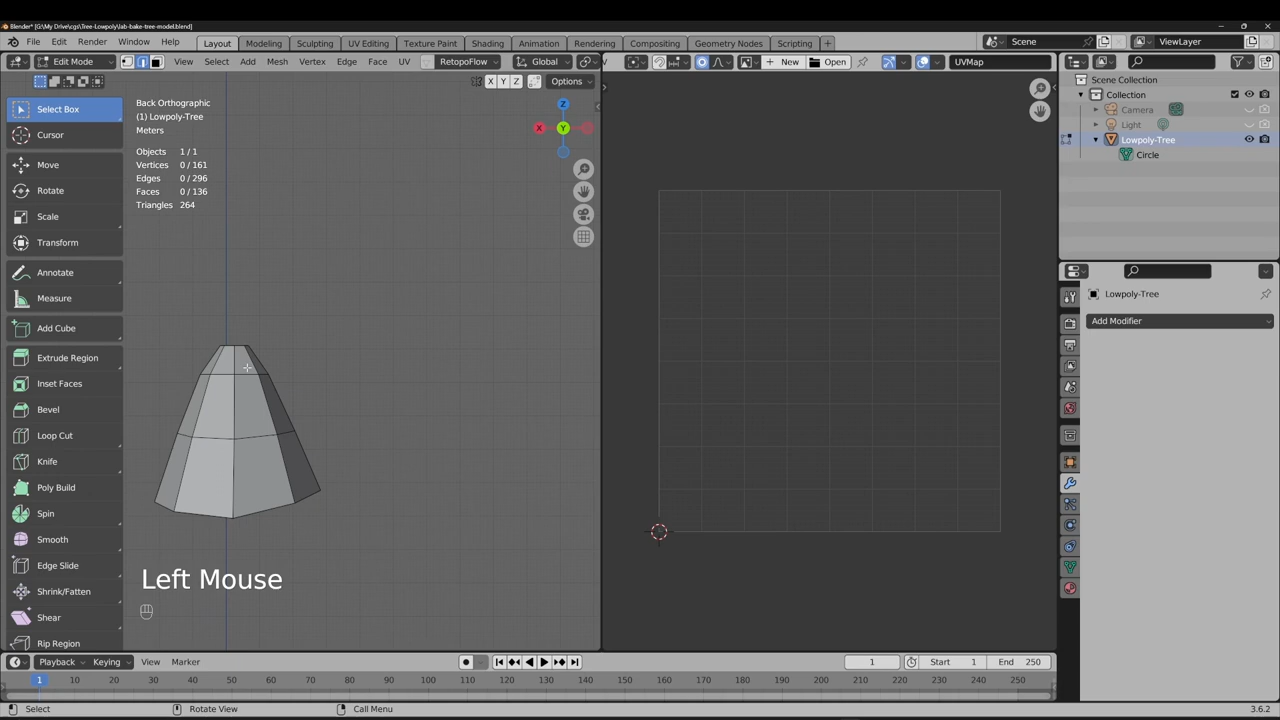 Blender* [G:\My Drive\cgs\Tree-Lowpoly\lab-bake-tree-model.blend]
File Edit Render Window Help Layout Modeling Sculpting UV Editing Texture Paint Shading Animation Rendering Compositing Geometry Nodes Scripting + Scene ViewLayer
Edit Mode View Select Add Mesh Vertex Edge Face UV RetopoFlow Global New Open UVMap
X Y Z Options
Scene Collection
Collection
Camera
Light
Lowpoly-Tree
Circle
Select Box
Cursor
Move
Rotate
Scale
Transform
Annotate
Measure
Add Cube
Extrude Region
Inset Faces
Bevel
Loop Cut
Knife
Poly Build
Spin
Smooth
Edge Slide
Shrink/Fatten
Shear
Rip Region
Back Orthographic
(1) Lowpoly-Tree
Meters
Objects 1/1
Vertices 0/161
Edges 0/296
Faces 0/136
Triangles 264
Z
X Y
Left Mouse
Lowpoly-Tree
Add Modifier
Playback Keying View Marker 1 Start 1 End 250
1 10 20 30 40 50 60 70 80 90 100 110 120 130 140 150 160 170 180 190 200 210 220 230 240 250
Select Rotate View Call Menu 3.6.2